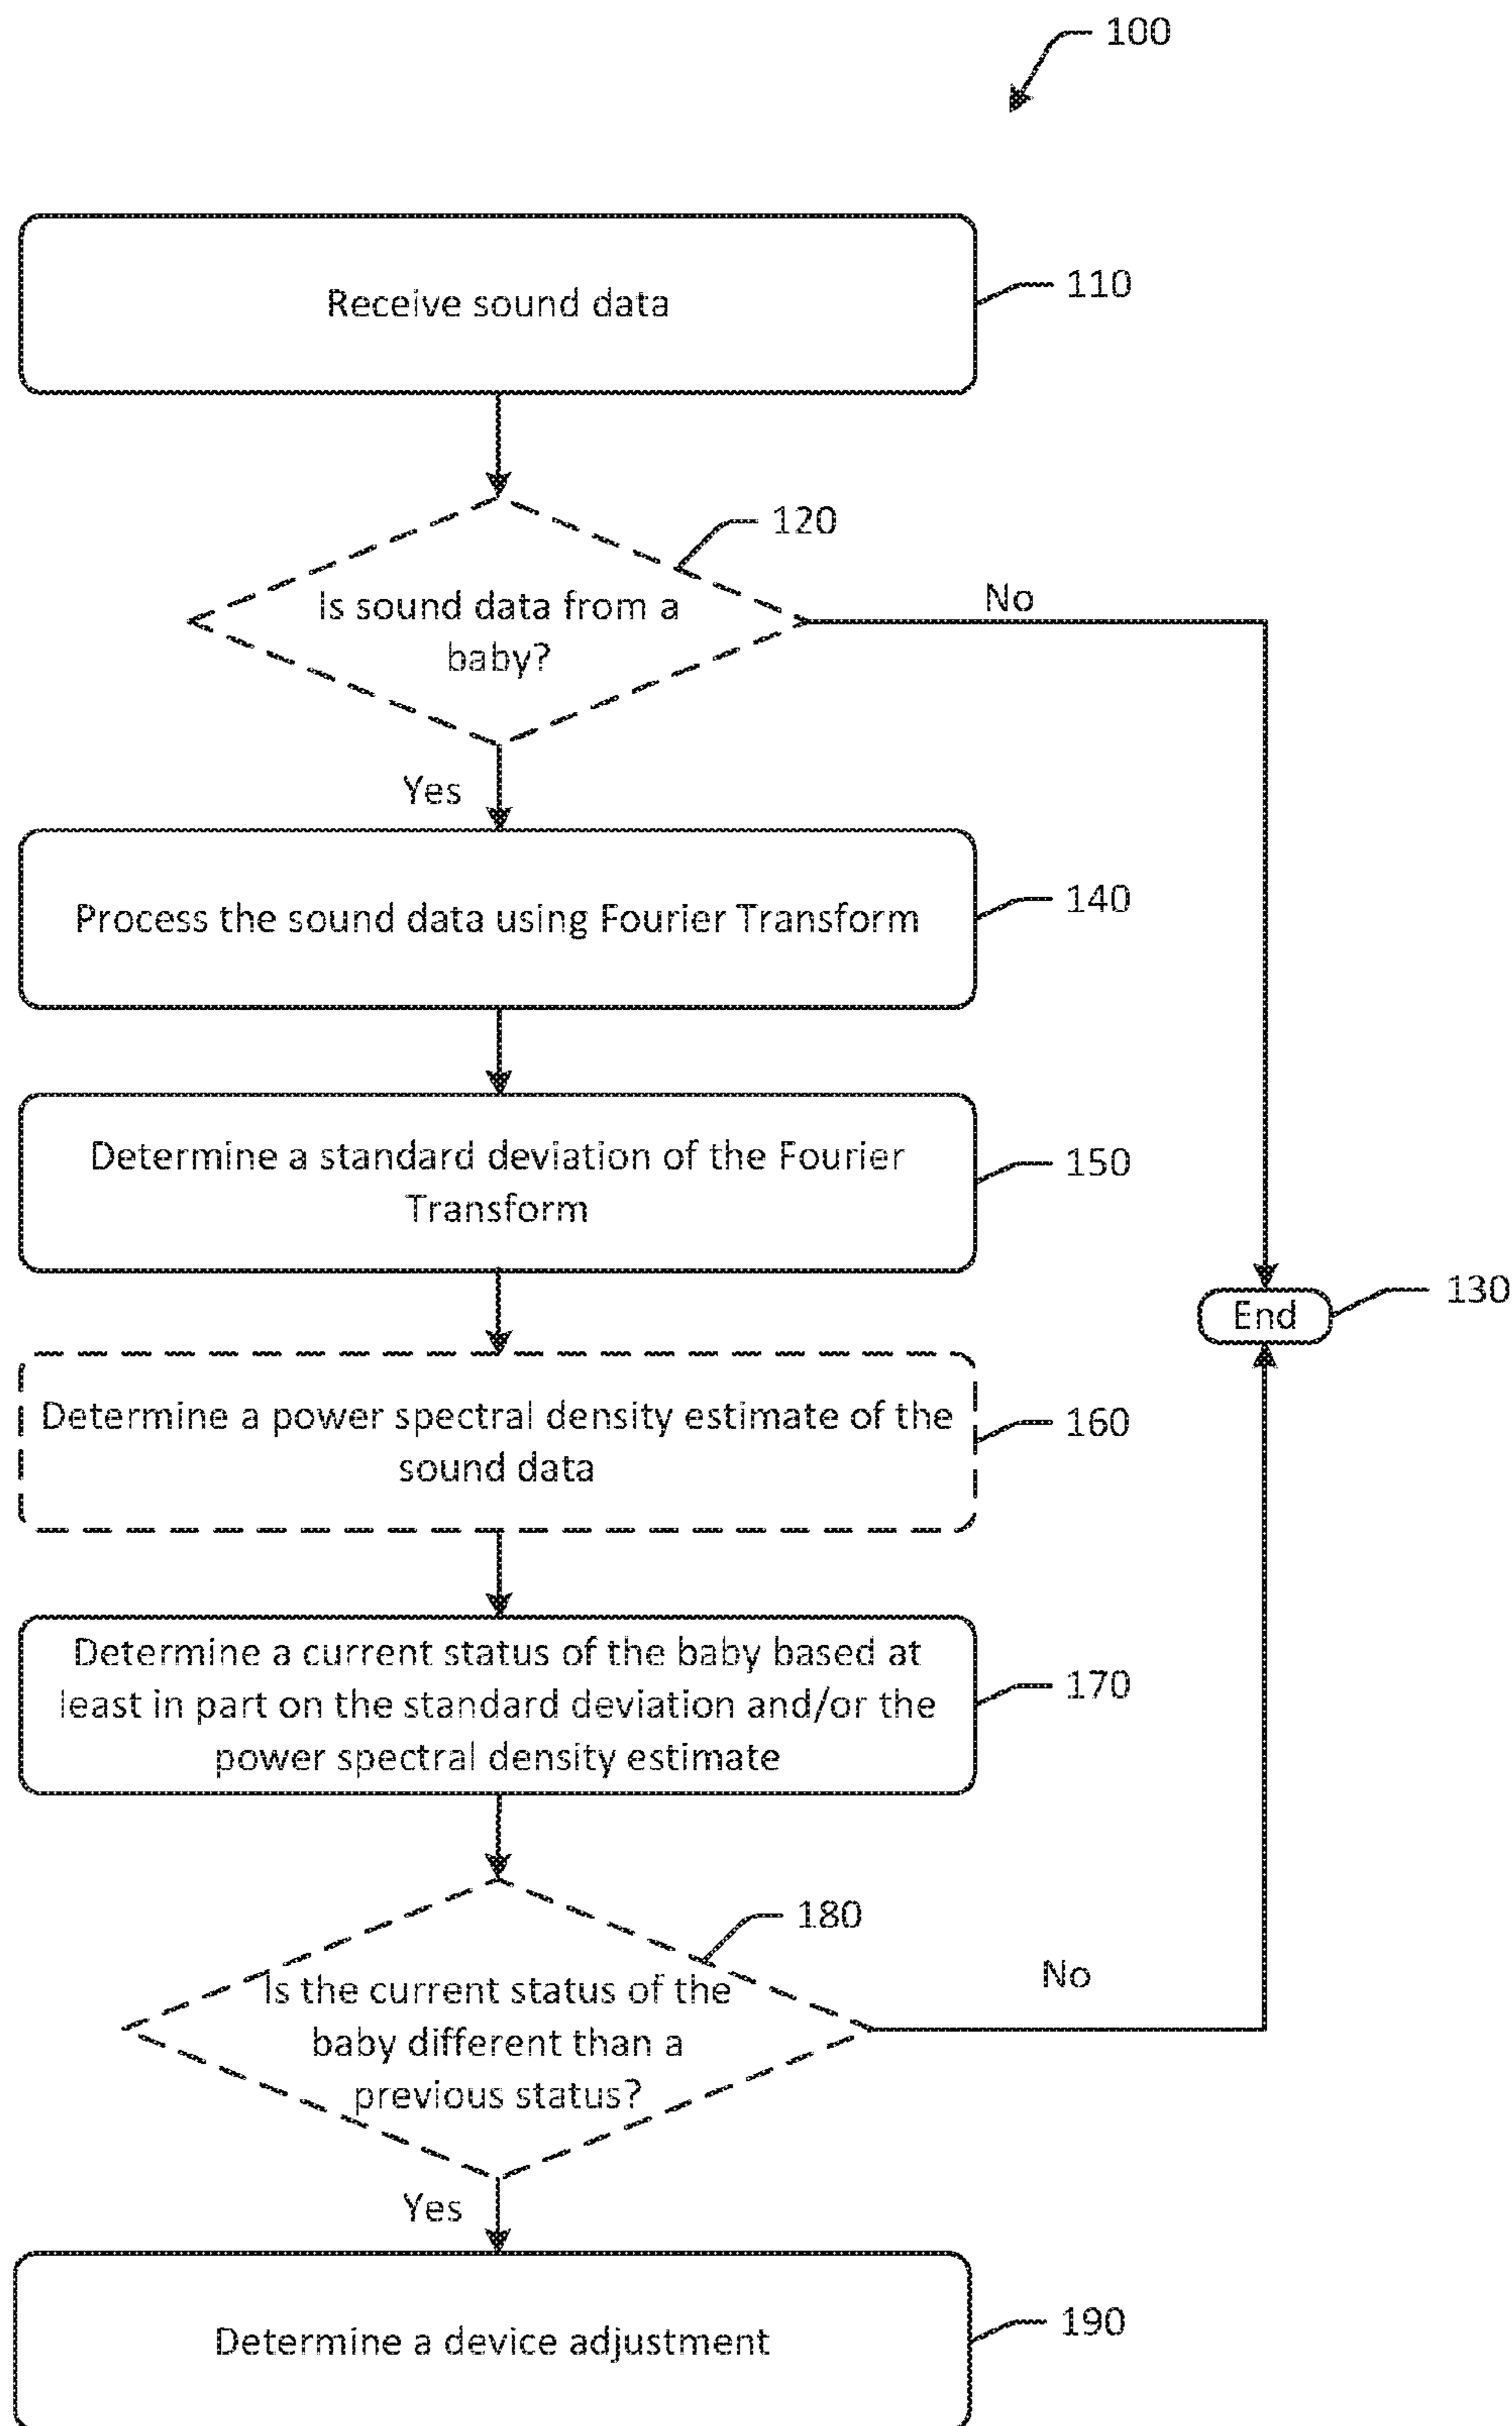 100
Receive sound data
110
120
Is sound data from a
baby?
No
Yes
Process the sound data using Fourier Transform
140
Determine a standard deviation of the Fourier
Transform
150
End
130
Determine a power spectral density estimate of the
sound data
160
Determine a current status of the baby based at
least in part on the standard deviation and/or the
power spectral density estimate
170
180
Is the current status of the
baby different than a
previous status?
No
Yes
Determine a device adjustment
190